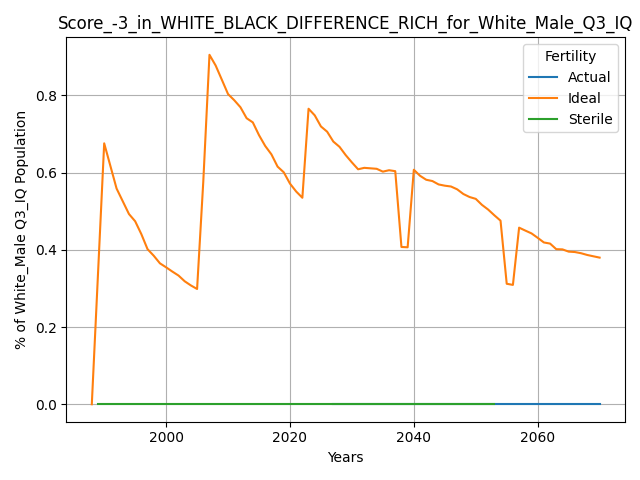 Score_-3_in_WHITE_BLACK_DIFFERENCE_RICH_for_White_Male_Q3_IQ
Fertility
Actual
Ideal
Sterile
% of White_Male Q3_IQ Population
0.8
0.6
0.4
0.2
0.0
2000
2020
2040
2060
Years